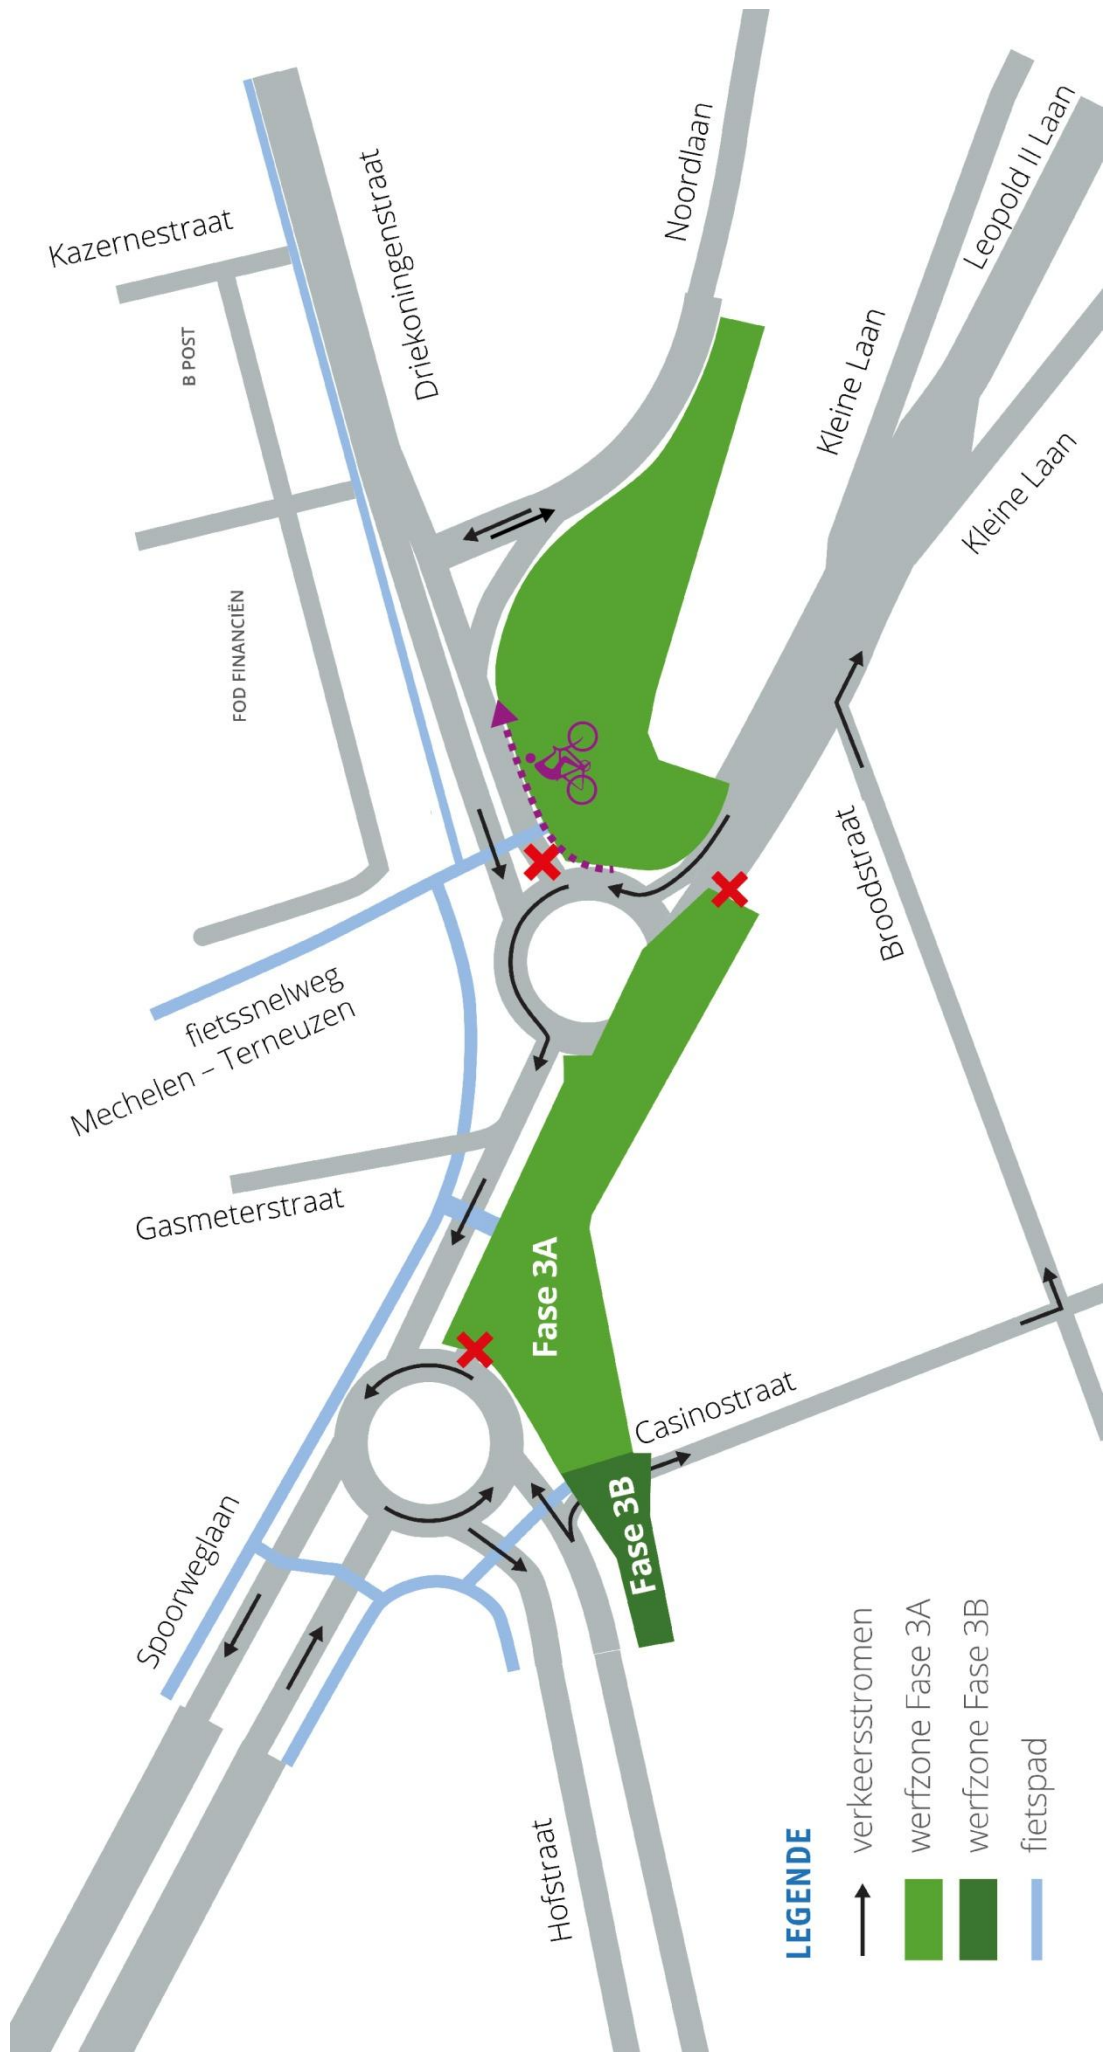 Kazernestraat
B POST
Driekoningenstraat
Noordlaan
Leopold II Laan
Kleine Laan
Kleine Laan
FOD FINANCIËN
fietssnelweg
Mechelen – Terneuzen
Gasmeterstraat
Broodstraat
Fase 3A
Casinostraat
Fase 3B
Spoorweglaan
Hofstraat
LEGENDE
verkeersstromen
werfzone Fase 3A
werfzone Fase 3B
fietspad